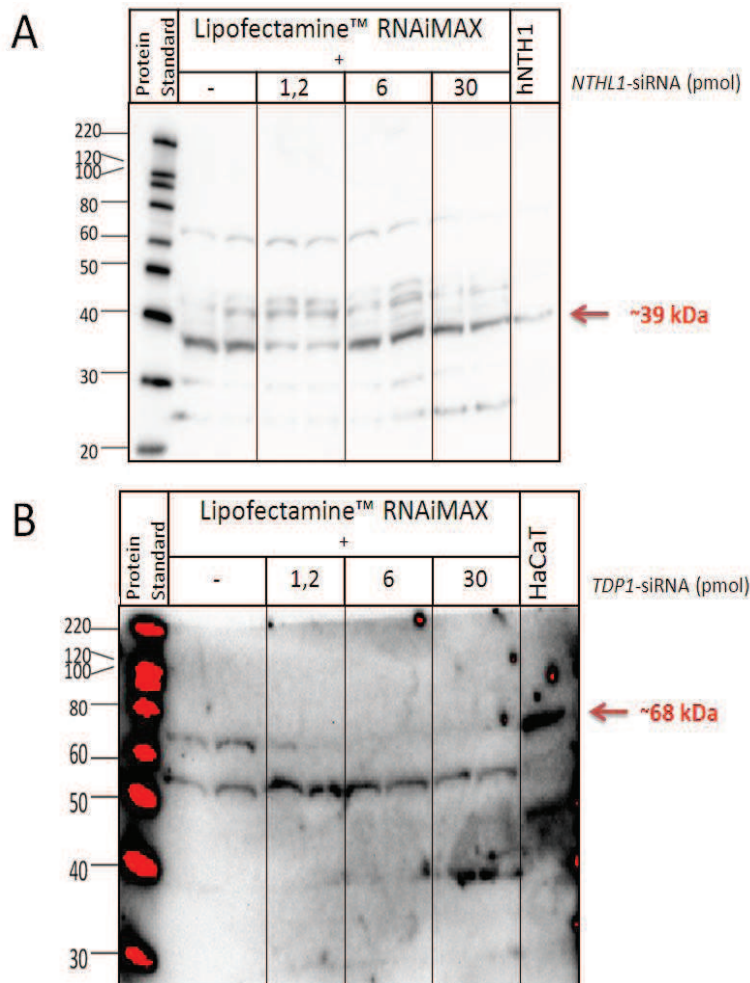 A
Protein
Standard
Lipofectamine™ RNAiMAX
+
- 1,2 6 30
hNTH1
NTHL1-siRNA (pmol)
220
120
100
80
60
50
40
30
20
~39 kDa
B
Protein
Standard
Lipofectamine™ RNAiMAX
+
- 1,2 6 30
HaCaT
TDP1-siRNA (pmol)
220
120
100
80
60
50
40
30
~68 kDa